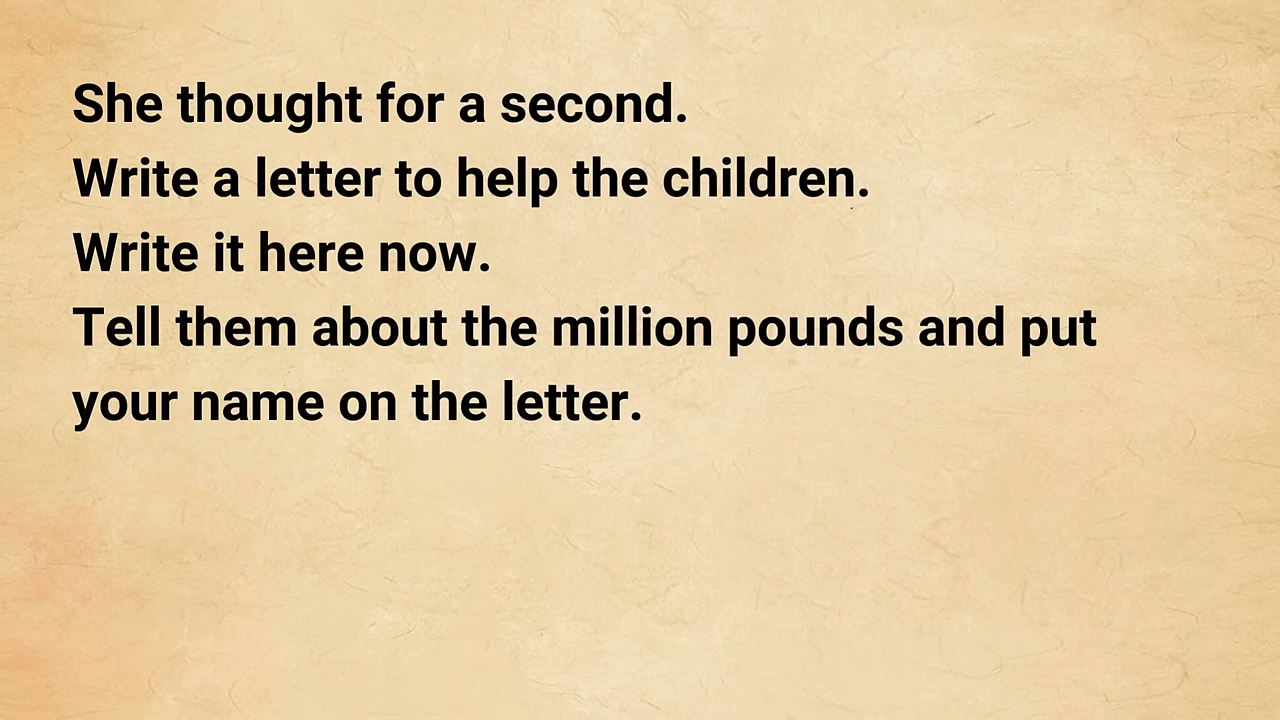 She thought for a second.
Write a letter to help the children.
Write it here now.
Tell them about the million pounds and put
your name on the letter.